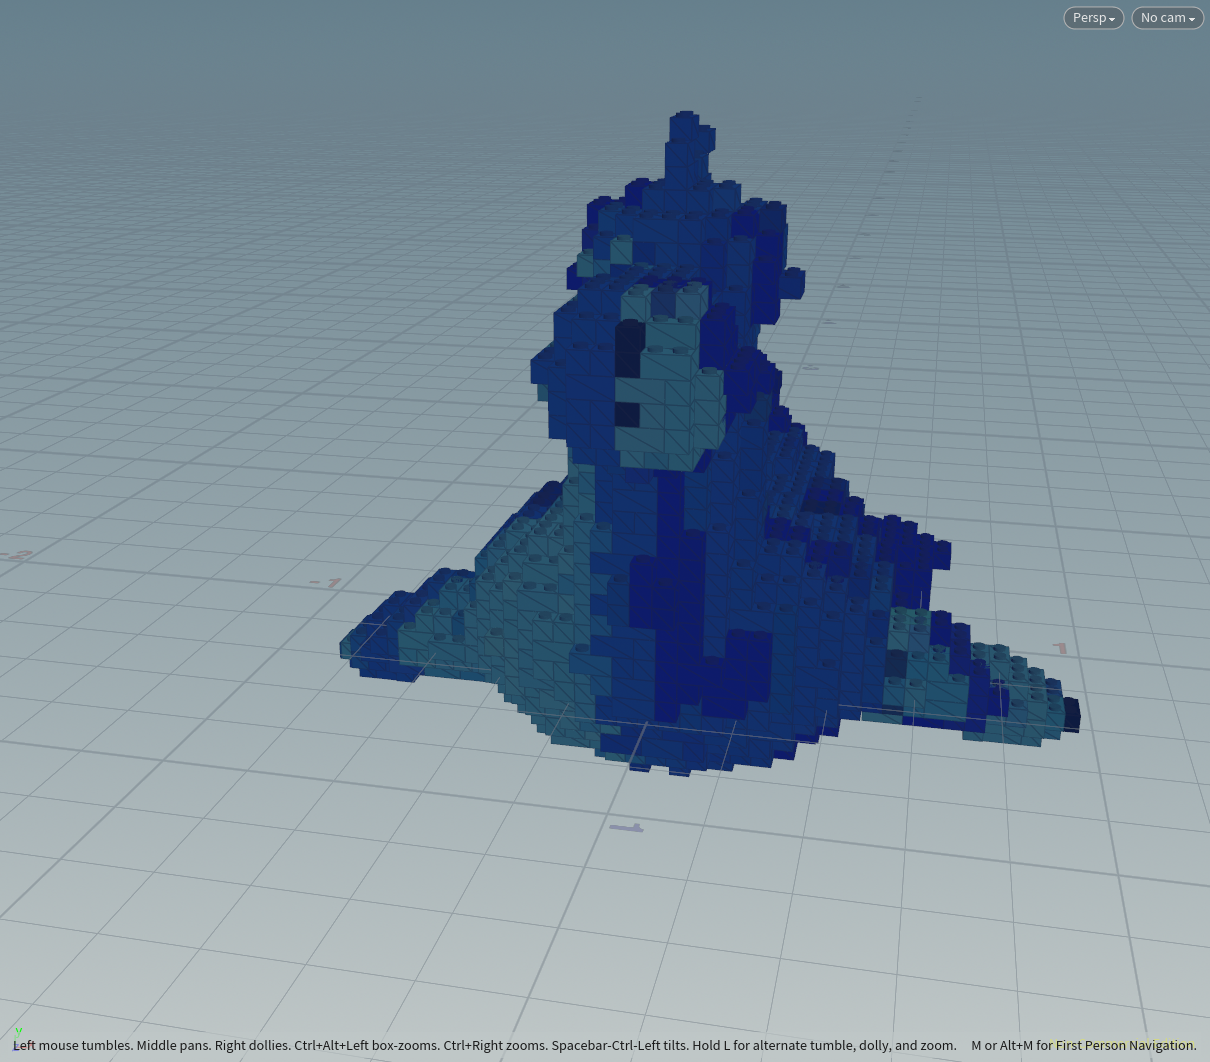 Persp
No cam
-2
-1
1
1
Left mouse tumbles. Middle pans. Right dollies. Ctrl+Alt+Left box-zooms. Ctrl+Right zooms. Spacebar-Ctrl-Left tilts. Hold L for alternate tumble, dolly, and zoom. M or Alt+M for First Person Navigation.
Y